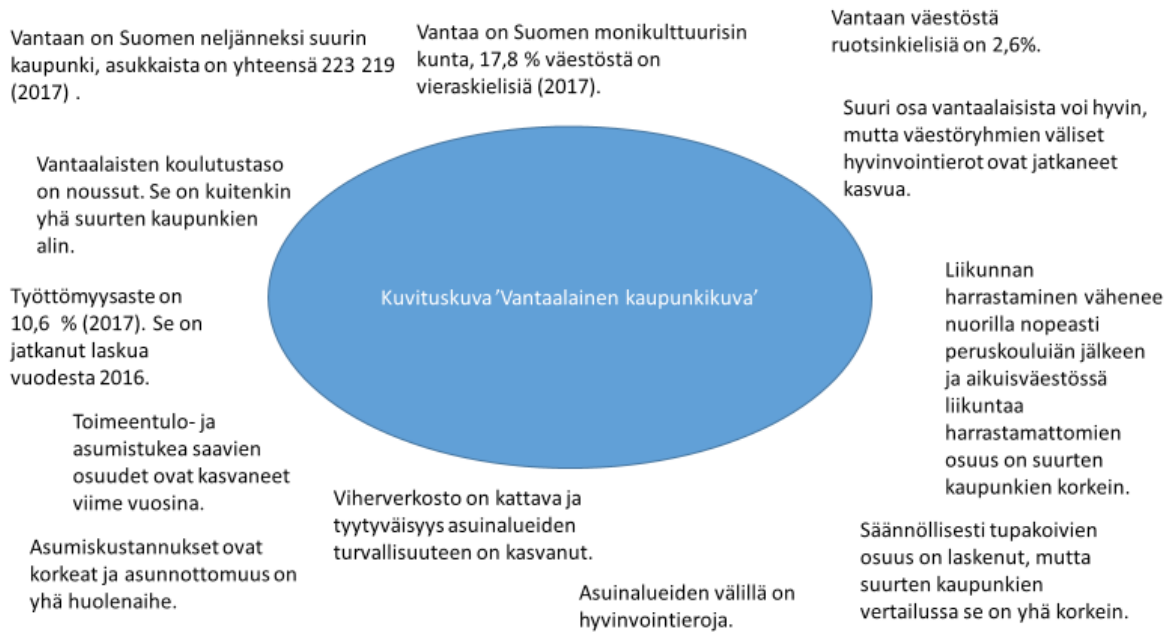 Vantaan on Suomen neljänneksi suurin
kaupunki, asukkaista on yhteensä 223 219
(2017) .
Vantaa on Suomen monikulttuurisin
kunta, 17,8 % väestöstä on
vieraskielisiä (2017).
Vantaan väestöstä
ruotsinkielisiä on 2,6%.
Suuri osa vantaalaisista voi hyvin,
mutta väestöryhmien väliset
hyvinvointierot ovat jatkaneet
kasvua.
Vantaalaisten koulutustaso
on noussut. Se on kuitenkin
yhä suurten kaupunkien
alin.
Kuvituskuva ’Vantaalainen kaupunkikuva’
Työttömyysaste on
10,6 % (2017). Se on
jatkanut laskua
vuodesta 2016.
Liikunnan
harrastaminen vähenee
nuorilla nopeasti
peruskouluiän jälkeen
ja aikuisväestössä
liikuntaa
harrastamattomien
osuus on suurten
kaupunkien korkein.
Toimeentulo- ja
asumistukea saavien
osuudet ovat kasvaneet
viime vuosina.
Viherverkosto on kattava ja
tyytyväisyys asuinalueiden
turvallisuuteen on kasvanut.
Asumiskustannukset ovat
korkeat ja asunnottomuus on
yhä huolenaihe.
Asuinalueiden välillä on
hyvinvointieroja.
Säännöllisesti tupakoivien
osuus on laskenut, mutta
suurten kaupunkien
vertailussa se on yhä korkein.